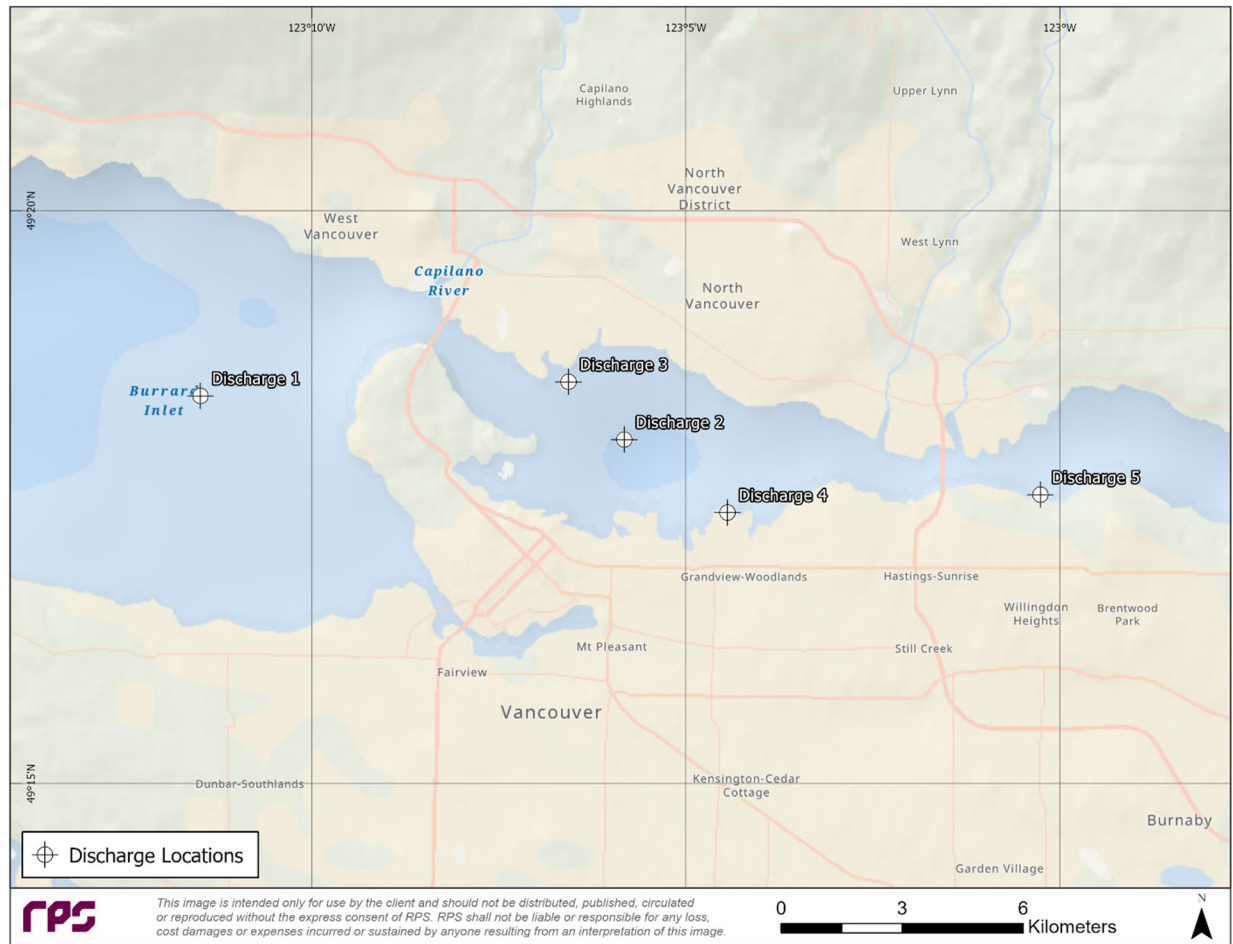 123°10'W
123°5'W
123°W
Capilano
Highlands
Upper Lynn
North
Vancouver
District
49°20'N
West
Vancouver
West Lynn
Capilano
River
North
Vancouver
Discharge 3
Discharge 1
Burrard
Inlet
Discharge 2
Discharge 5
Discharge 4
Grandview-Woodlands
Hastings-Sunrise
Willingdon
Heights
Brentwood
Park
Mt Pleasant
Still Creek
Fairview
Vancouver
49°15'N
Dunbar-Southlands
Kensington-Cedar
Cottage
Burnaby
Discharge Locations
Garden Village
rps
This image is intended only for use by the client and should not be distributed, published, circulated
or reproduced without the express consent of RPS. RPS shall not be liable or responsible for any loss,
cost damages or expenses incurred or sustained by anyone resulting from an interpretation of this image.
0 3 6
Kilometers
N